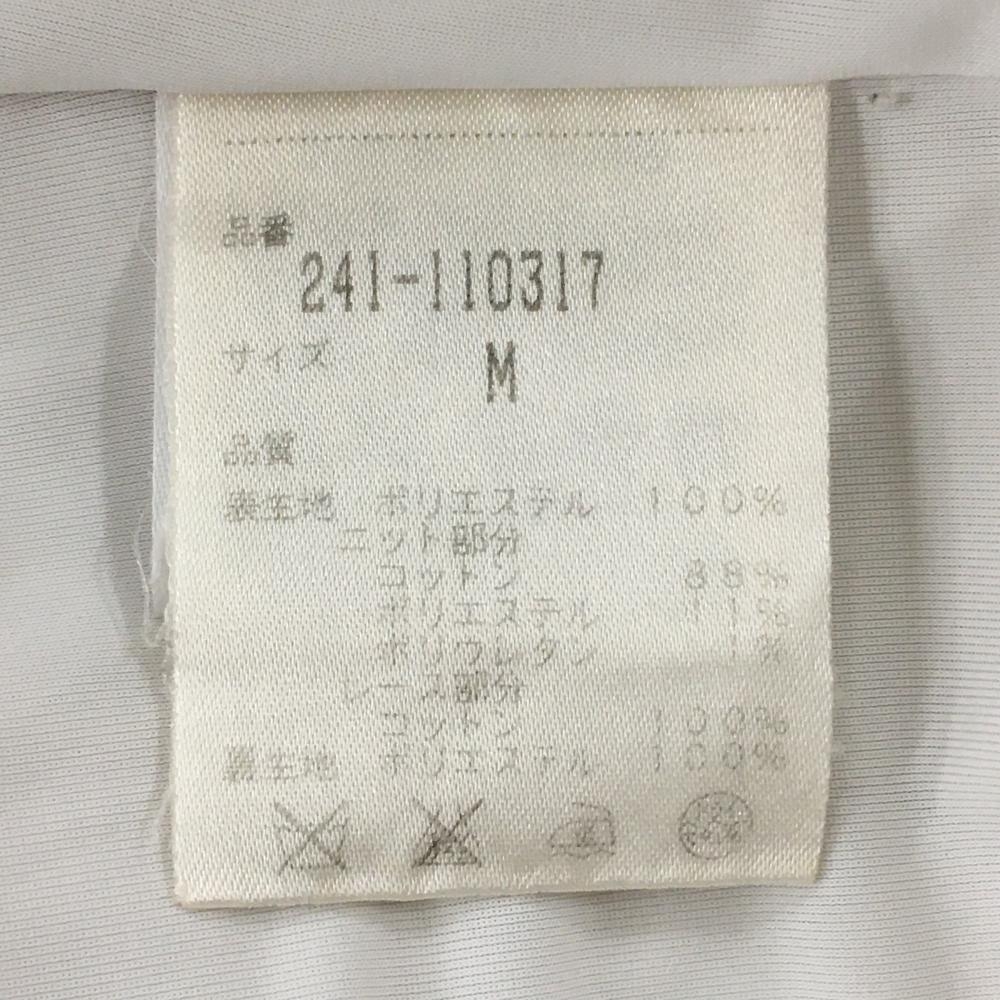 品番
241-110317
サイズ M
品質
表生地 ポリエステル 100%
ニット部分
コットン 88%
ポリエステル 11%
ポリウレタン 1%
レース部分
コットン 100%
裏生地 ポリエステル 100%